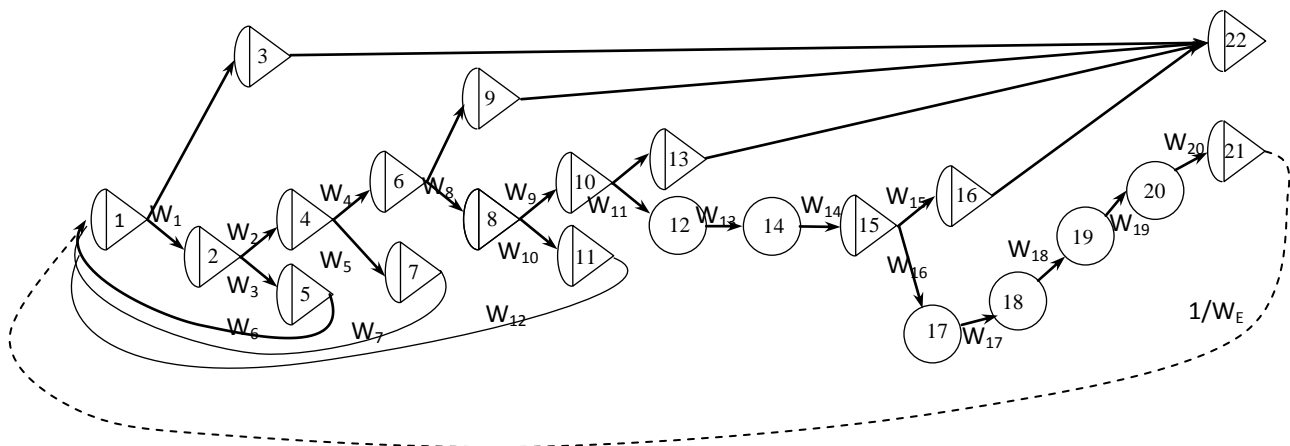 22
3
9
20
W₂₀
21
13
6
10
W₄
W₈
W₉
W₁₁
W₁₅
16
1
W₁
4
8
12
W₁₃
14
W₁₄
15
19
W₁₉
2
W₂
W₅
7
W₁₀
11
W₁₆
W₁₈
W₃
5
18
1/W_E
W₆
W₇
W₁₂
17
W₁₇